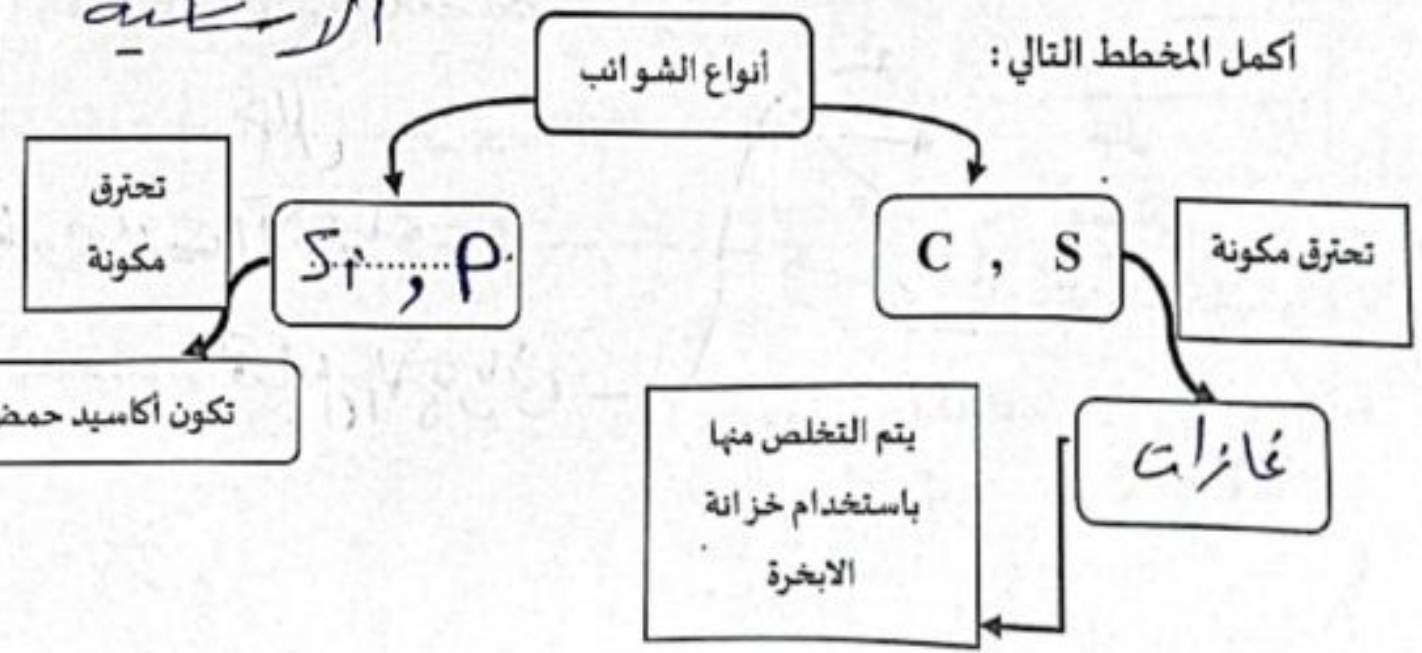 أكمل المخطط التالي:
أنواع الشوائب
C , S
تحترق مكونة
غازات
يتم التخلص منها
باستخدام خزانة
الابخرة
Si , P
تحترق
مكونة
تكون أكاسيد حمض